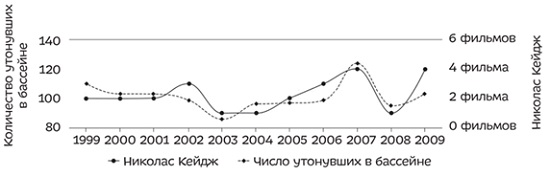 Количество утонувших
в бассейне
140
120
100
80
6 фильмов
4 фильма
2 фильма
0 фильмов
Николас Кейдж
1999 2000 2001 2002 2003 2004 2005 2006 2007 2008 2009
Николас Кейдж
Число утонувших в бассейне